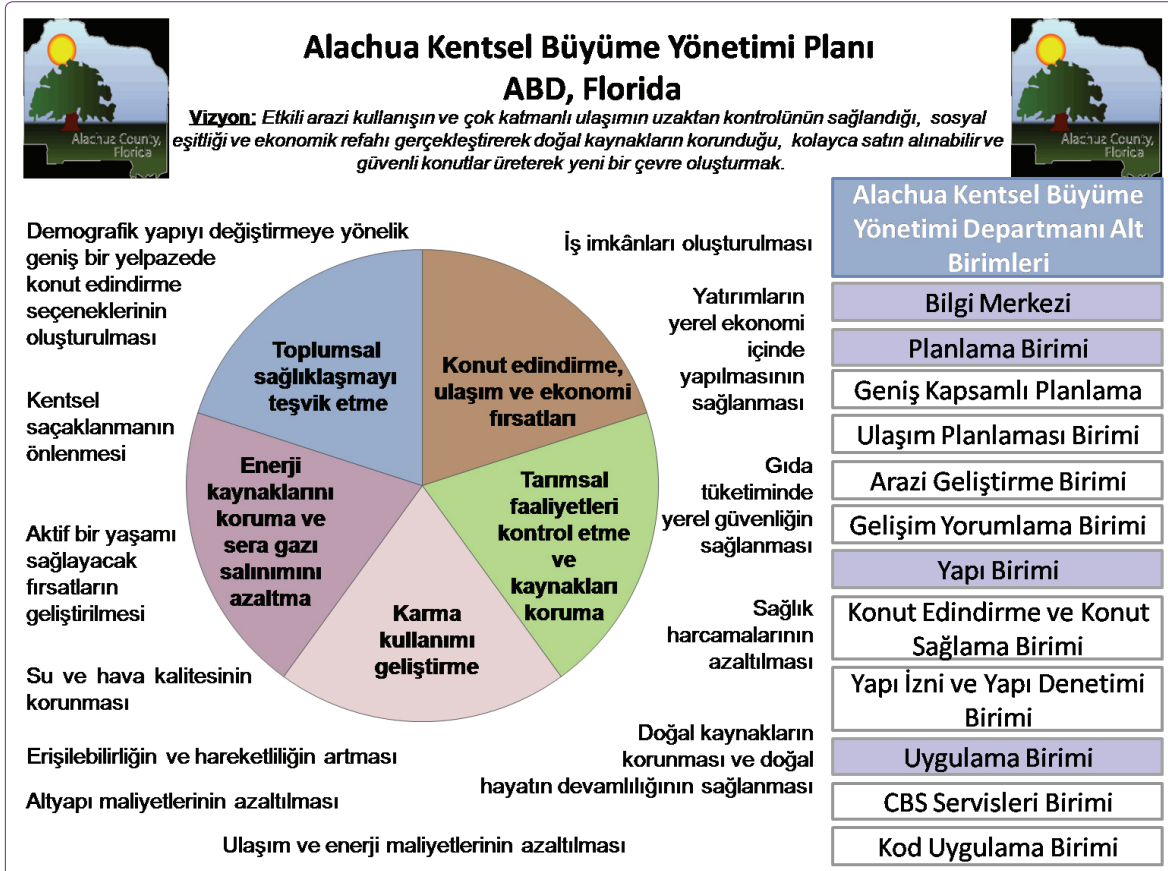 Alachua Kentsel Büyüme Yönetimi Planı
ABD, Florida
Vizyon: Etkili arazi kullanışın ve çok katmanlı ulaşımın uzaktan kontrolünün sağlandığı, sosyal
eşitliği ve ekonomik refahı gerçekleştirerek doğal kaynakların korunduğu, kolayca satın alınabilir ve
güvenli konutlar üreterek yeni bir çevre oluşturmak.
Alachua County,
Florida
Alachua County,
Florida
Demografik yapıyı değiştirmeye yönelik
geniş bir yelpazede
konut edindirme
seçeneklerinin
oluşturulması
Kentsel
saçaklanmanın
önlenmesi
Aktif bir yaşamı
sağlayacak
fırsatların
geliştirilmesi
Su ve hava kalitesinin
korunması
Erişilebilirliğin ve hareketliliğin artması
Altyapı maliyetlerinin azaltılması
Ulaşım ve enerji maliyetlerinin azaltılması
Toplumsal
sağlıklaşmayı
teşvik etme
Konut edindirme,
ulaşım ve ekonomi
fırsatları
Enerji
kaynaklarını
koruma ve
sera gazı
salınımını
azaltma
Tarımsal
faaliyetleri
kontrol etme
ve
kaynakları
koruma
Karma
kullanımı
geliştirme
İş imkânları oluşturulması
Yatırımların
yerel ekonomi
içinde
yapılmasının
sağlanması
Gıda
tüketiminde
yerel güvenliğin
sağlanması
Sağlık
harcamalarının
azaltılması
Doğal kaynakların
korunması ve doğal
hayatın devamlılığının sağlanması
Alachua Kentsel Büyüme
Yönetimi Departmanı Alt
Birimleri
Bilgi Merkezi
Planlama Birimi
Geniş Kapsamlı Planlama
Ulaşım Planlaması Birimi
Arazi Geliştirme Birimi
Gelişim Yorumlama Birimi
Yapı Birimi
Konut Edindirme ve Konut
Sağlama Birimi
Yapı İzni ve Yapı Denetimi
Birimi
Uygulama Birimi
CBS Servisleri Birimi
Kod Uygulama Birimi